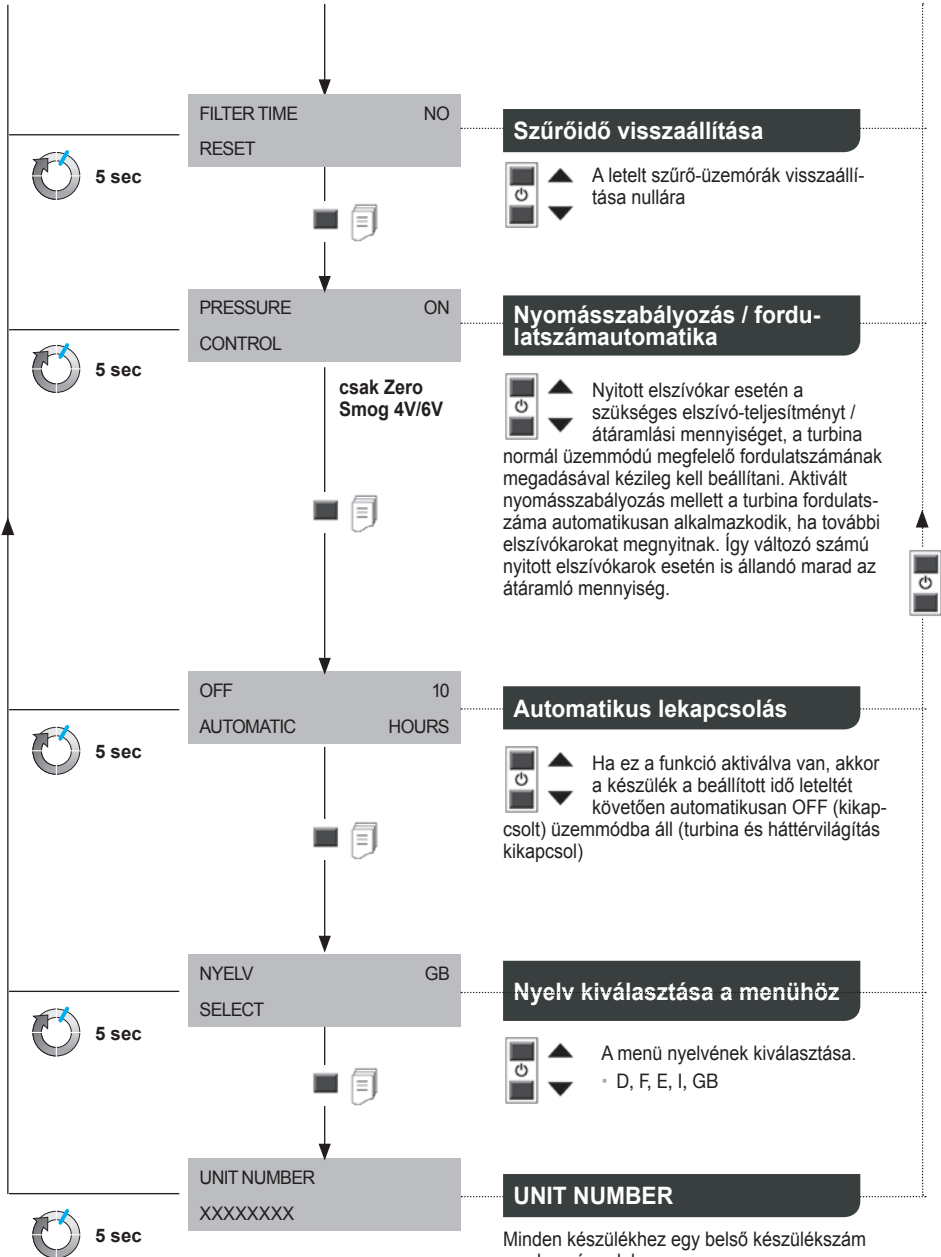 FILTER TIME NO
RESET
5 sec
Szűrőidő visszaállítása
A letelt szűrő-üzemórák visszaállí-
tása nullára
PRESSURE ON
CONTROL
5 sec
csak Zero
Smog 4V/6V
Nyomásszabályozás / fordu-
latszámautomatika
Nyitott elszívókar esetén a
szükséges elszívó-teljesítményt /
átáramlási mennyiséget, a turbina
normál üzemmódú megfelelő fordulatszámának
megadásával kézileg kell beállítani. Aktivált
nyomásszabályozás mellett a turbina fordulats-
záma automatikusan alkalmazkodik, ha további
elszívókarokat megnyitnak. Így változó számú
nyitott elszívókarok esetén is állandó marad az
átáramló mennyiség.
OFF 10
AUTOMATIC HOURS
5 sec
Automatikus lekapcsolás
Ha ez a funkció aktiválva van, akkor
a készülék a beállított idő leteltét
követően automatikusan OFF (kikap-
csolt) üzemmódba áll (turbina és háttérvilágítás
kikapcsol)
NYELV GB
SELECT
5 sec
Nyelv kiválasztása a menühöz
A menü nyelvének kiválasztása.
• D, F, E, I, GB
UNIT NUMBER
XXXXXXXX
5 sec
UNIT NUMBER
Minden készülékhez egy belső készülékszám